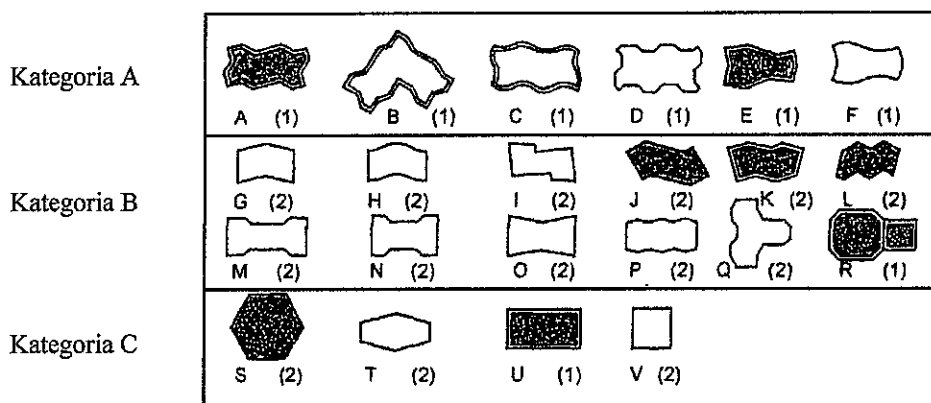 Kategoria A
A (1) B (1) C (1) D (1) E (1) F (1)
Kategoria B
G (2) H (2) I (2) J (2) K (2) L (2)
M (2) N (2) O (2) P (2) Q (2) R (1)
Kategoria C
S (2) T (2) U (1) V (2)